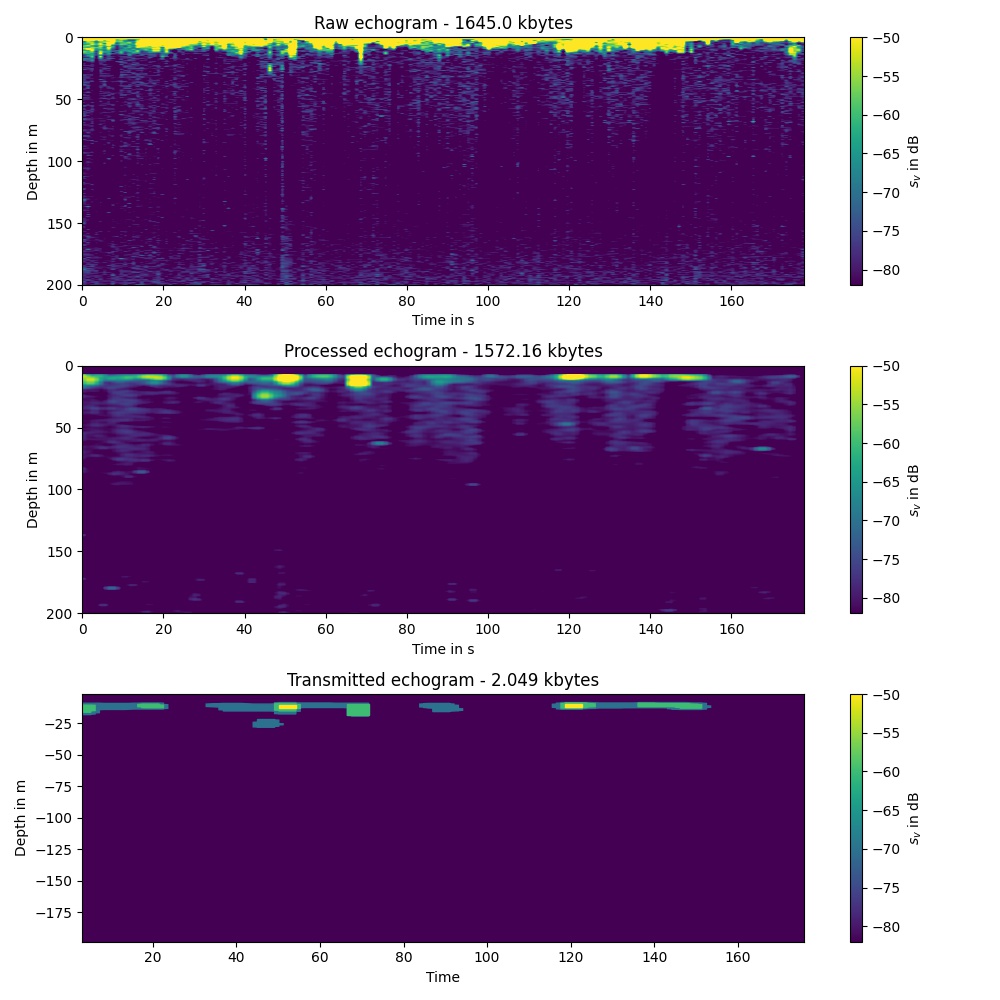 Raw echogram - 1645.0 kbytes
0
50
100
150
200
Depth in m
0 20 40 60 80 100 120 140 160
Time in s
−50
−55
−60
−65
−70
−75
−80
sv in dB
Processed echogram - 1572.16 kbytes
0
50
100
150
200
Depth in m
0 20 40 60 80 100 120 140 160
Time in s
−50
−55
−60
−65
−70
−75
−80
sv in dB
Transmitted echogram - 2.049 kbytes
−25
−50
−75
−100
−125
−150
−175
Depth in m
20 40 60 80 100 120 140 160
Time
−50
−55
−60
−65
−70
−75
−80
sv in dB